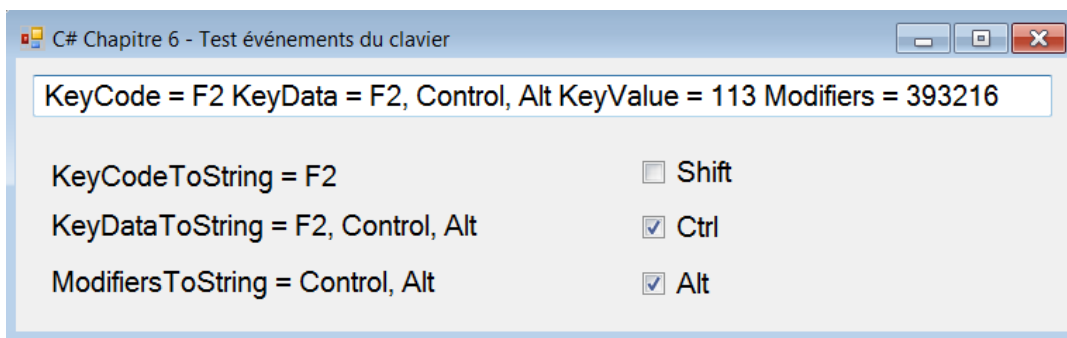 C# Chapitre 6 - Test événements du clavier
KeyCode = F2 KeyData = F2, Control, Alt KeyValue = 113 Modifiers = 393216
KeyCodeToString = F2
Shift
KeyDataToString = F2, Control, Alt
Ctrl
ModifiersToString = Control, Alt
Alt